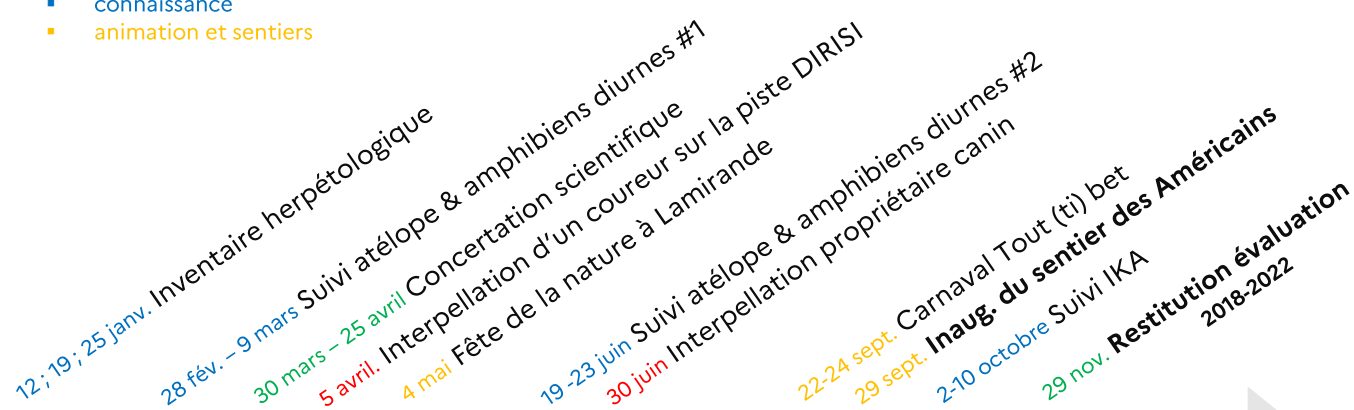 connaissance
animation et sentiers
12 ; 19 ; 25 janv. Inventaire herpétologique
28 fév. – 9 mars Suivi atélope & amphibiens diurnes #1
30 mars – 25 avril Concertation scientifique
5 avril. Interpellation d'un coureur sur la piste DIRISI
4 mai Fête de la nature à Lamirande
19 -23 juin Suivi atélope & amphibiens diurnes #2
30 juin Interpellation propriétaire canin
22-24 sept. Carnaval Tout (ti) bet
29 sept. Inaug. du sentier des Américains
2-10 octobre Suivi IKA
29 nov. Restitution évaluation
2018-2022